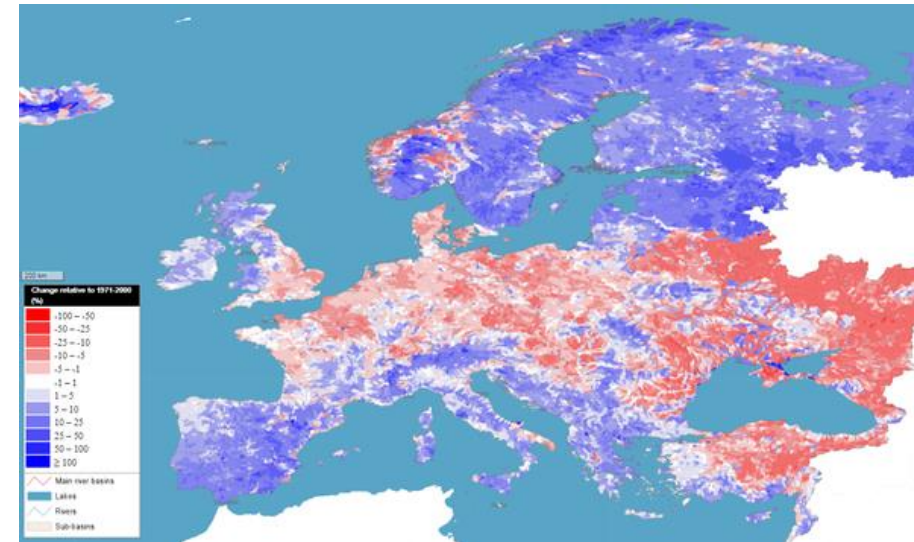 200 km
Change relative to 1971-2000
(%)
-100 – -50
-50 – -25
-25 – -10
-10 – -5
-5 – -1
-1 – 1
1 – 5
5 – 10
10 – 25
25 – 50
50 – 100
≥ 100
Main river basins
Lakes
Rivers
Sub-basins